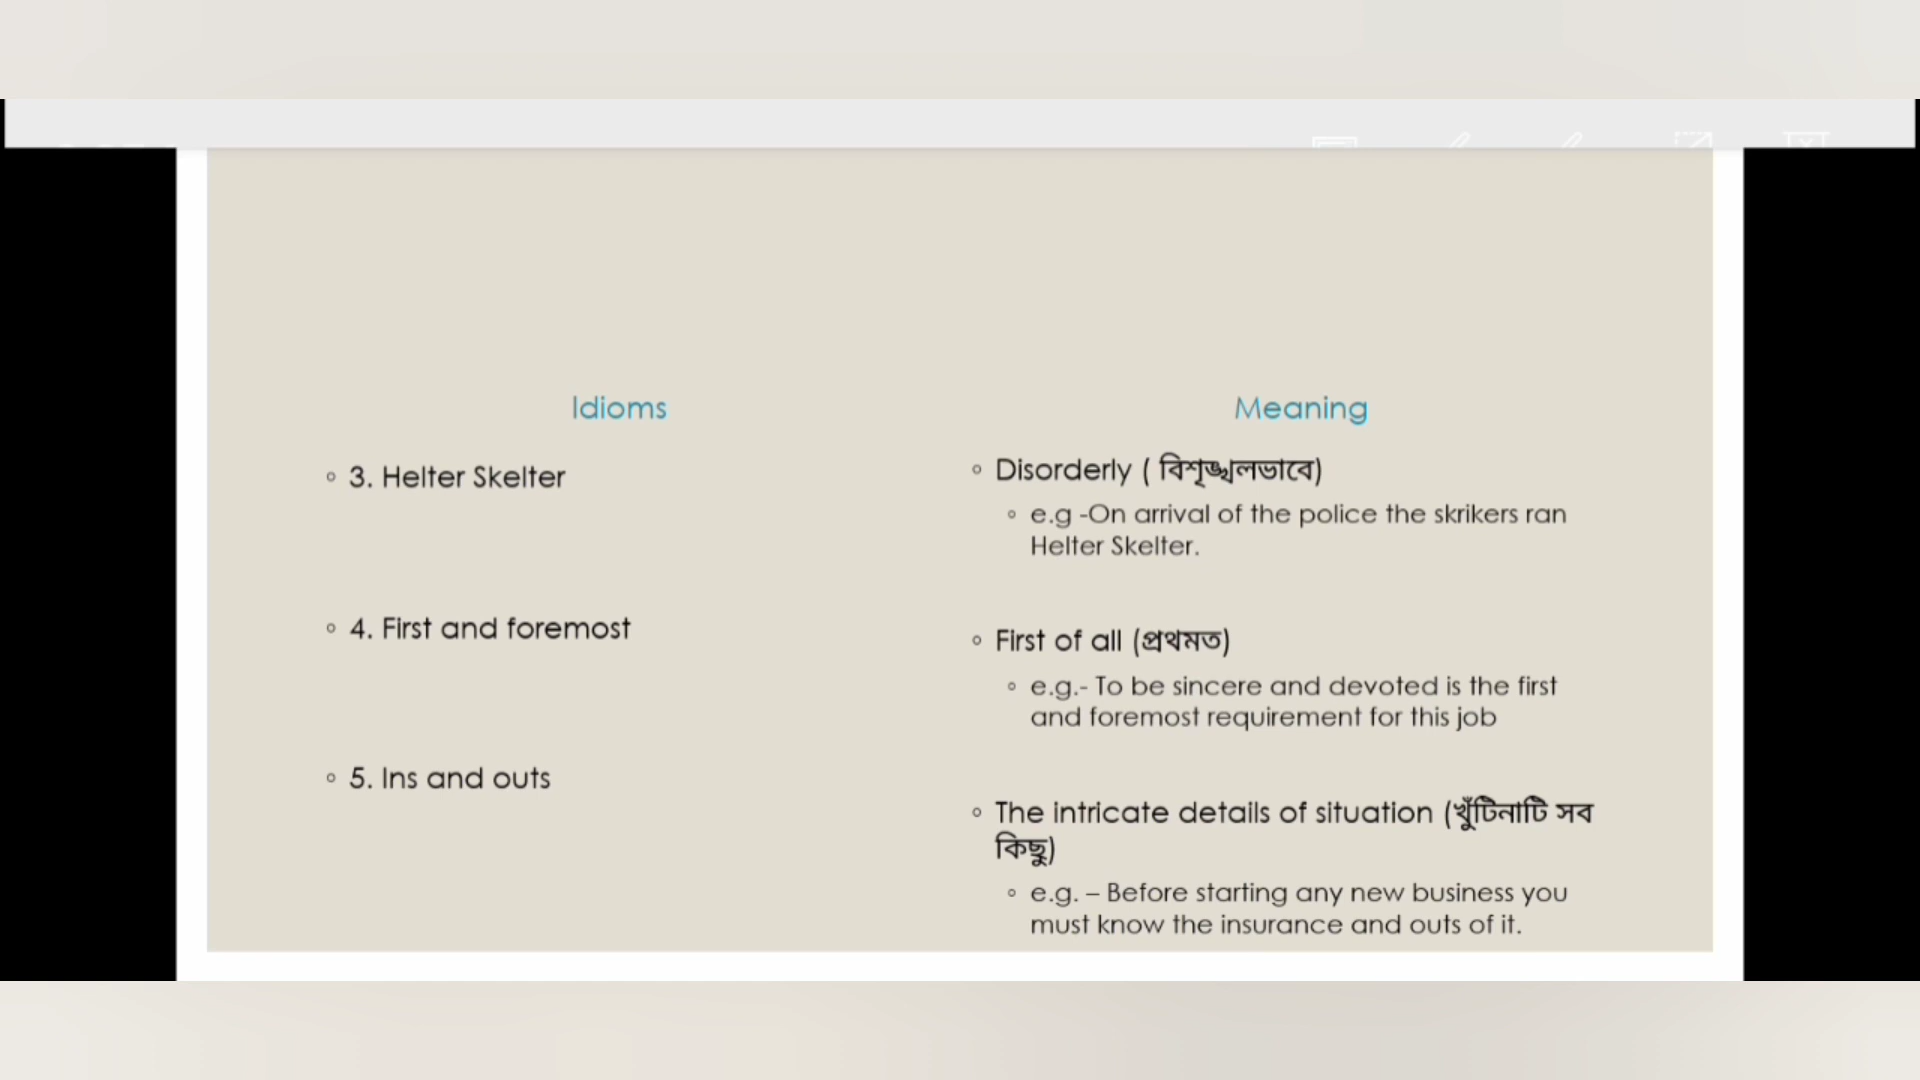 Idioms
Meaning
3. Helter Skelter
Disorderly ( বিশৃঙ্খলভাবে)
e.g -On arrival of the police the skrikers ran
Helter Skelter.
4. First and foremost
First of all (প্রথমত)
e.g.- To be sincere and devoted is the first
and foremost requirement for this job
5. Ins and outs
The intricate details of situation (খুঁটিনাটি সব
কিছু)
e.g. – Before starting any new business you
must know the insurance and outs of it.